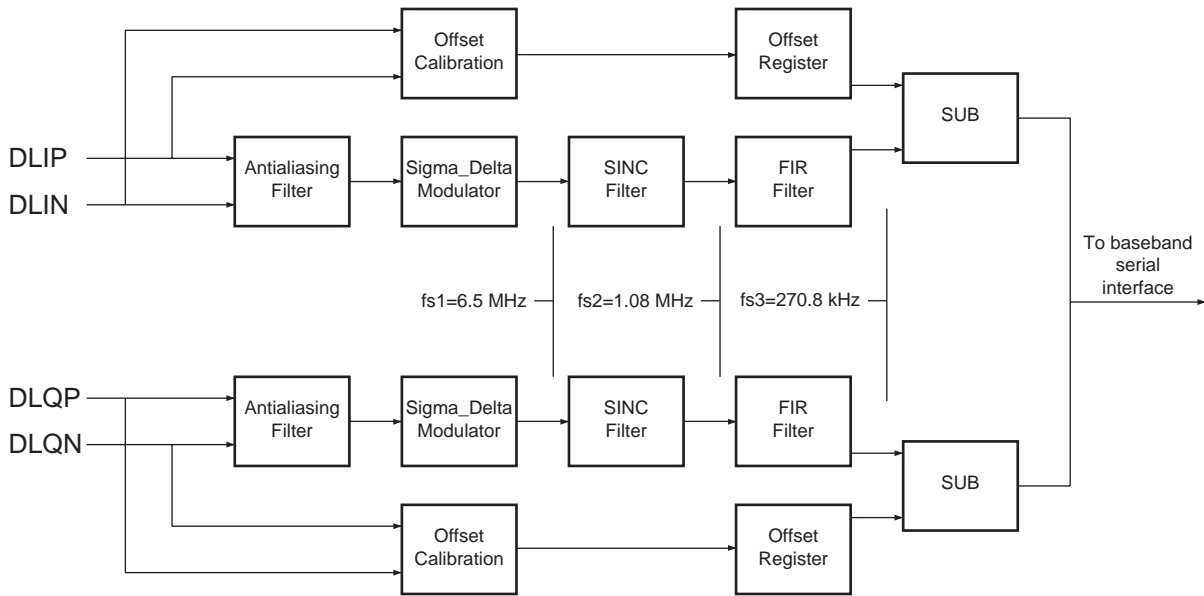 Offset
Calibration
Offset
Register
SUB
DLIP
DLIN
Antialiasing
Filter
Sigma_Delta
Modulator
SINC
Filter
FIR
Filter
To baseband
serial
interface
fs1=6.5 MHz
fs2=1.08 MHz
fs3=270.8 kHz
DLQP
DLQN
Antialiasing
Filter
Sigma_Delta
Modulator
SINC
Filter
FIR
Filter
SUB
Offset
Calibration
Offset
Register